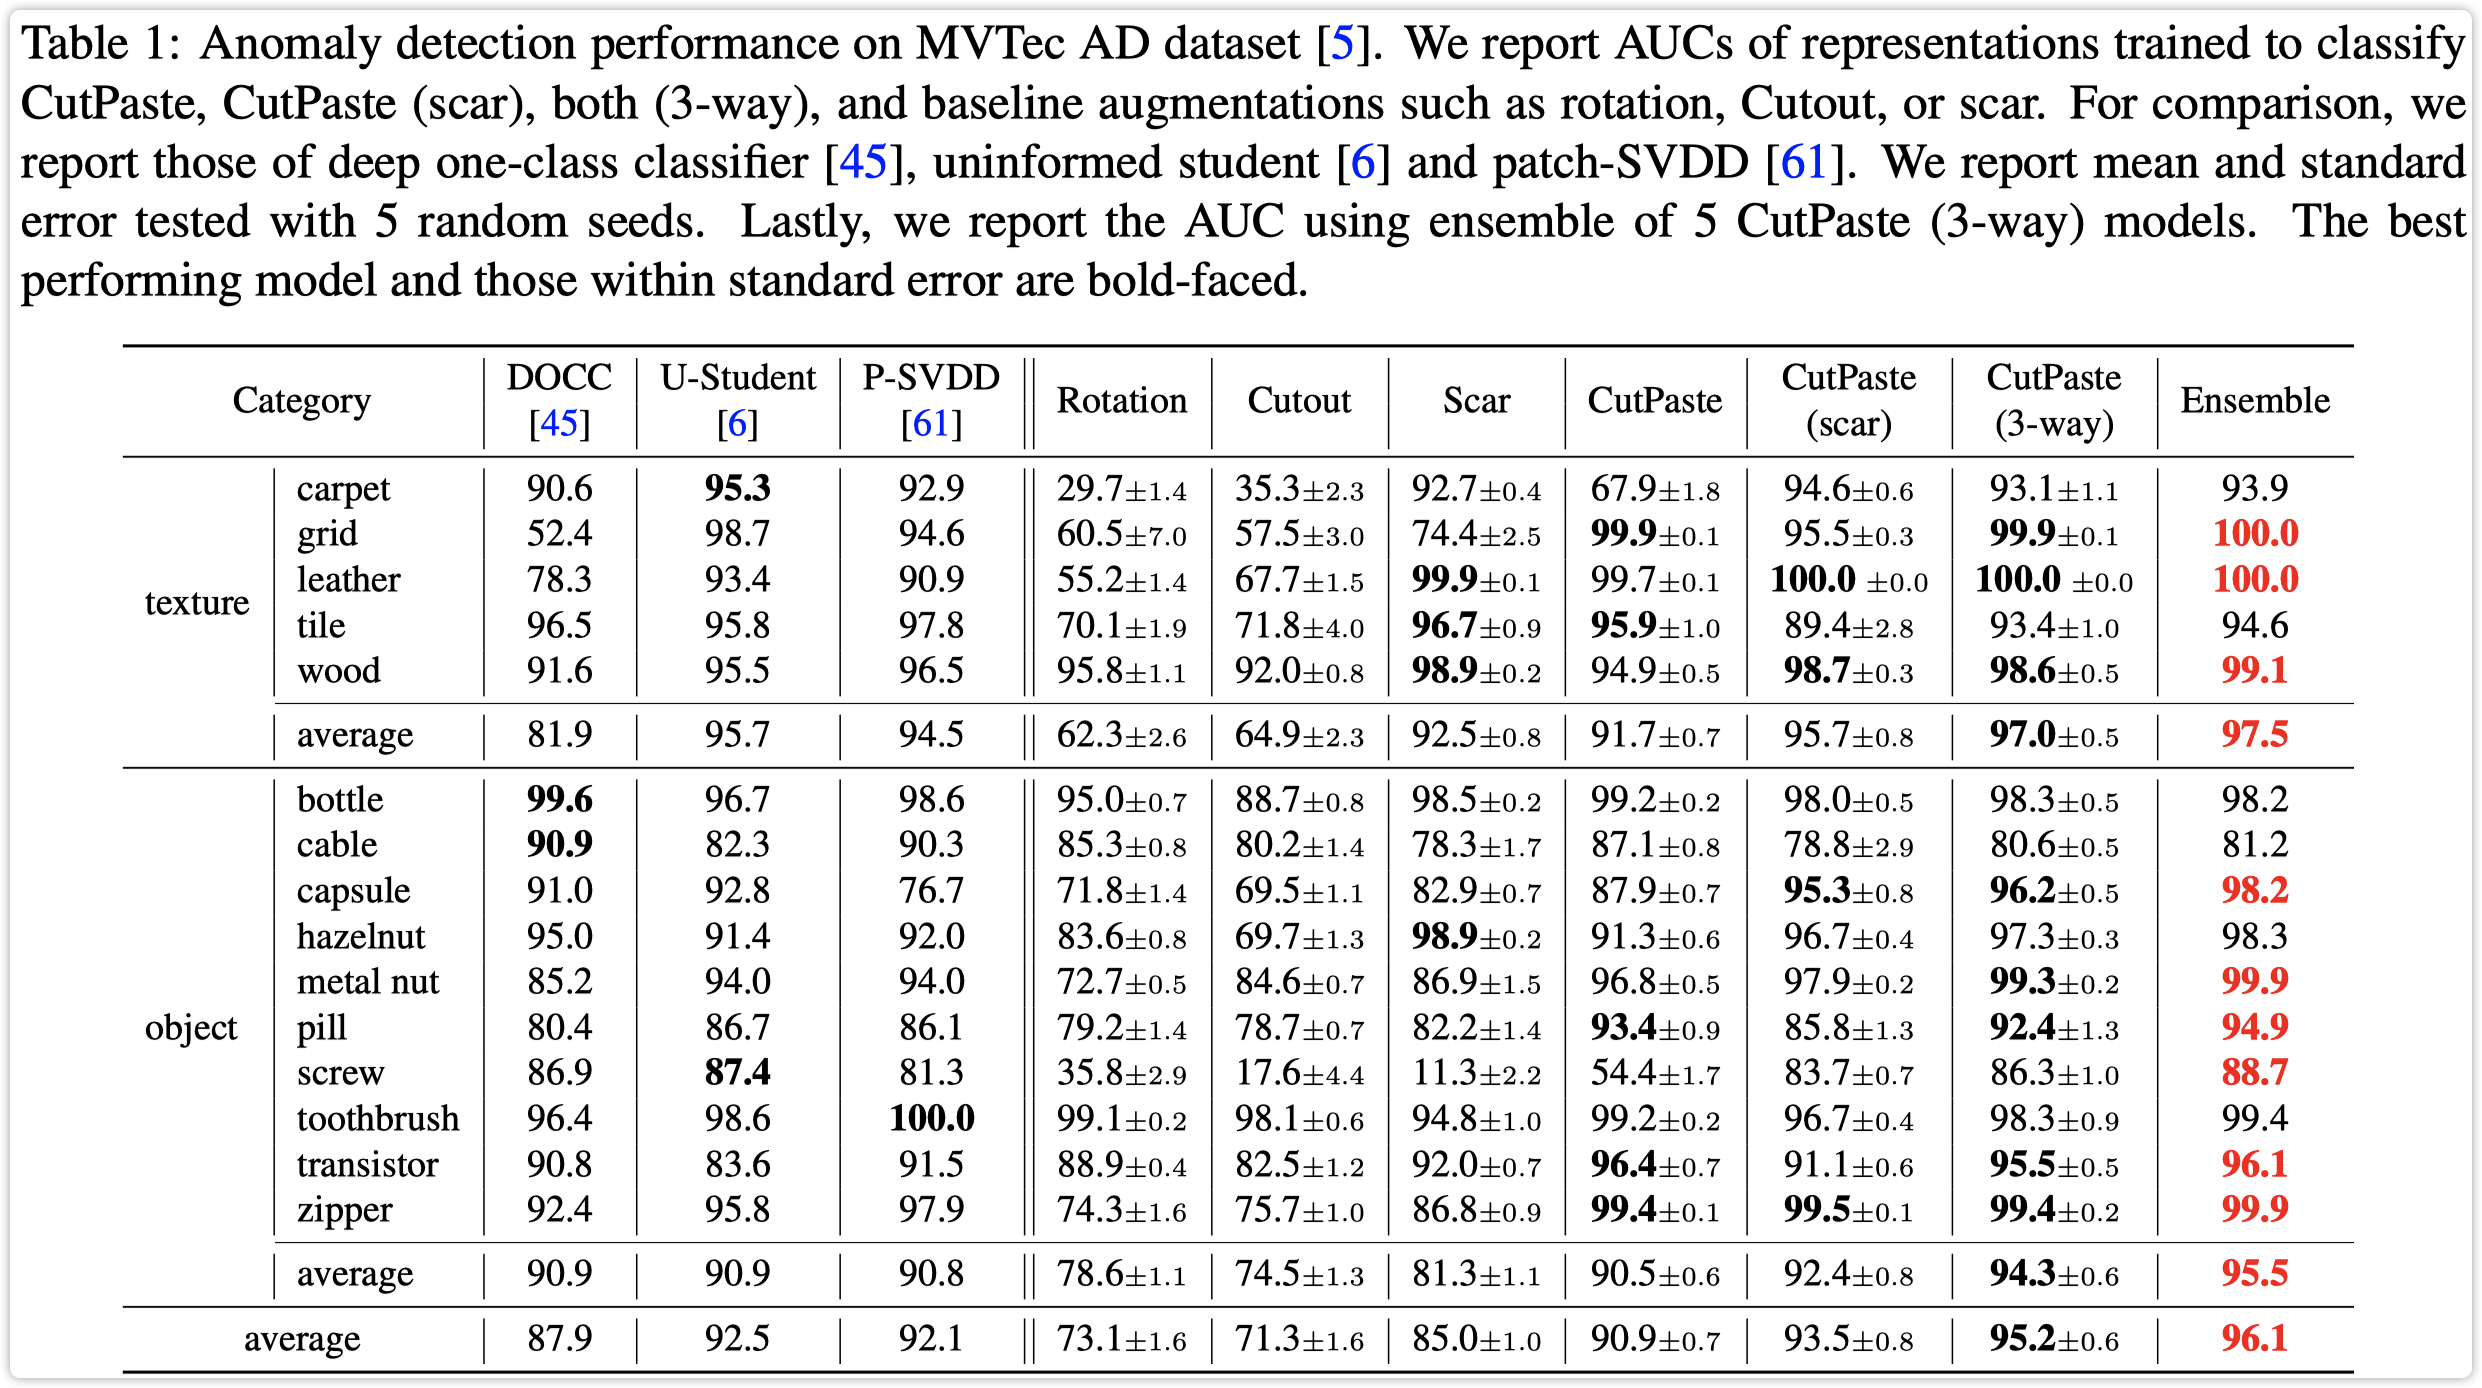 Table 1: Anomaly detection performance on MVTec AD dataset [5]. We report AUCs of representations trained to classify
CutPaste, CutPaste (scar), both (3-way), and baseline augmentations such as rotation, Cutout, or scar. For comparison, we
report those of deep one-class classifier [45], uninformed student [6] and patch-SVDD [61]. We report mean and standard
error tested with 5 random seeds. Lastly, we report the AUC using ensemble of 5 CutPaste (3-way) models. The best
performing model and those within standard error are bold-faced.
Category DOCC [45] U-Student [6] P-SVDD [61] Rotation Cutout Scar CutPaste CutPaste (scar) CutPaste (3-way) Ensemble
texture
carpet 90.6 95.3 92.9 29.7±1.4 35.3±2.3 92.7±0.4 67.9±1.8 94.6±0.6 93.1±1.1 93.9
grid 52.4 98.7 94.6 60.5±7.0 57.5±3.0 74.4±2.5 99.9±0.1 95.5±0.3 99.9±0.1 100.0
leather 78.3 93.4 90.9 55.2±1.4 67.7±1.5 99.9±0.1 99.7±0.1 100.0 ±0.0 100.0 ±0.0 100.0
tile 96.5 95.8 97.8 70.1±1.9 71.8±4.0 96.7±0.9 95.9±1.0 89.4±2.8 93.4±1.0 94.6
wood 91.6 95.5 96.5 95.8±1.1 92.0±0.8 98.9±0.2 94.9±0.5 98.7±0.3 98.6±0.5 99.1
average 81.9 95.7 94.5 62.3±2.6 64.9±2.3 92.5±0.8 91.7±0.7 95.7±0.8 97.0±0.5 97.5
object
bottle 99.6 96.7 98.6 95.0±0.7 88.7±0.8 98.5±0.2 99.2±0.2 98.0±0.5 98.3±0.5 98.2
cable 90.9 82.3 90.3 85.3±0.8 80.2±1.4 78.3±1.7 87.1±0.8 78.8±2.9 80.6±0.5 81.2
capsule 91.0 92.8 76.7 71.8±1.4 69.5±1.1 82.9±0.7 87.9±0.7 95.3±0.8 96.2±0.5 98.2
hazelnut 95.0 91.4 92.0 83.6±0.8 69.7±1.3 98.9±0.2 91.3±0.6 96.7±0.4 97.3±0.3 98.3
metal nut 85.2 94.0 94.0 72.7±0.5 84.6±0.7 86.9±1.5 96.8±0.5 97.9±0.2 99.3±0.2 99.9
pill 80.4 86.7 86.1 79.2±1.4 78.7±0.7 82.2±1.4 93.4±0.9 85.8±1.3 92.4±1.3 94.9
screw 86.9 87.4 81.3 35.8±2.9 17.6±4.4 11.3±2.2 54.4±1.7 83.7±0.7 86.3±1.0 88.7
toothbrush 96.4 98.6 100.0 99.1±0.2 98.1±0.6 94.8±1.0 99.2±0.2 96.7±0.4 98.3±0.9 99.4
transistor 90.8 83.6 91.5 88.9±0.4 82.5±1.2 92.0±0.7 96.4±0.7 91.1±0.6 95.5±0.5 96.1
zipper 92.4 95.8 97.9 74.3±1.6 75.7±1.0 86.8±0.9 99.4±0.1 99.5±0.1 99.4±0.2 99.9
average 90.9 90.9 90.8 78.6±1.1 74.5±1.3 81.3±1.1 90.5±0.6 92.4±0.8 94.3±0.6 95.5
average 87.9 92.5 92.1 73.1±1.6 71.3±1.6 85.0±1.0 90.9±0.7 93.5±0.8 95.2±0.6 96.1